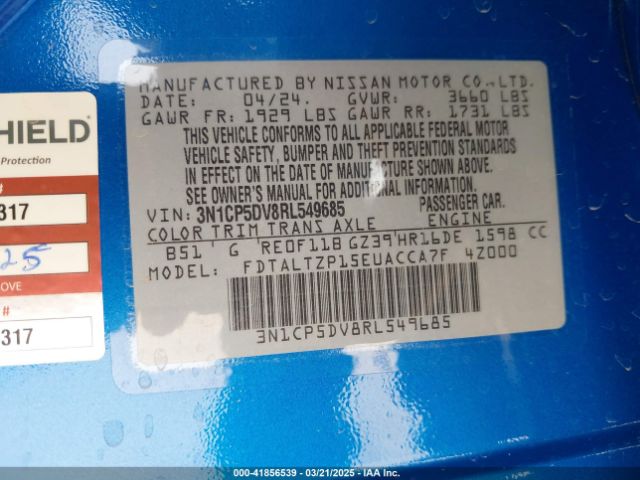 HIELD
Protection
#
317
25
OVE
317
MANUFACTURED BY NISSAN MOTOR CO., LTD.
DATE: 04/24. GVWR: 3660 LBS
GAWR FR: 1929 LBS GAWR RR: 1731 LBS
THIS VEHICLE CONFORMS TO ALL APPLICABLE FEDERAL MOTOR
VEHICLE SAFETY, BUMPER AND THEFT PREVENTION STANDARDS
IN EFFECT ON THE DATE OF MANUFACTURE SHOWN ABOVE.
SEE OWNER'S MANUAL FOR ADDITIONAL INFORMATION.
VIN: 3N1CP5DV8RL549685 PASSENGER CAR.
COLOR TRIM TRANS AXLE ENGINE
B51 G RE0F11B GZ39 HR16DE 1598 CC
MODEL: FDTALTZP15EUACCA7F 4Z000
3N1CP5DV8RL549685
000-41856539 | 03/21/2025 | IAA Inc.